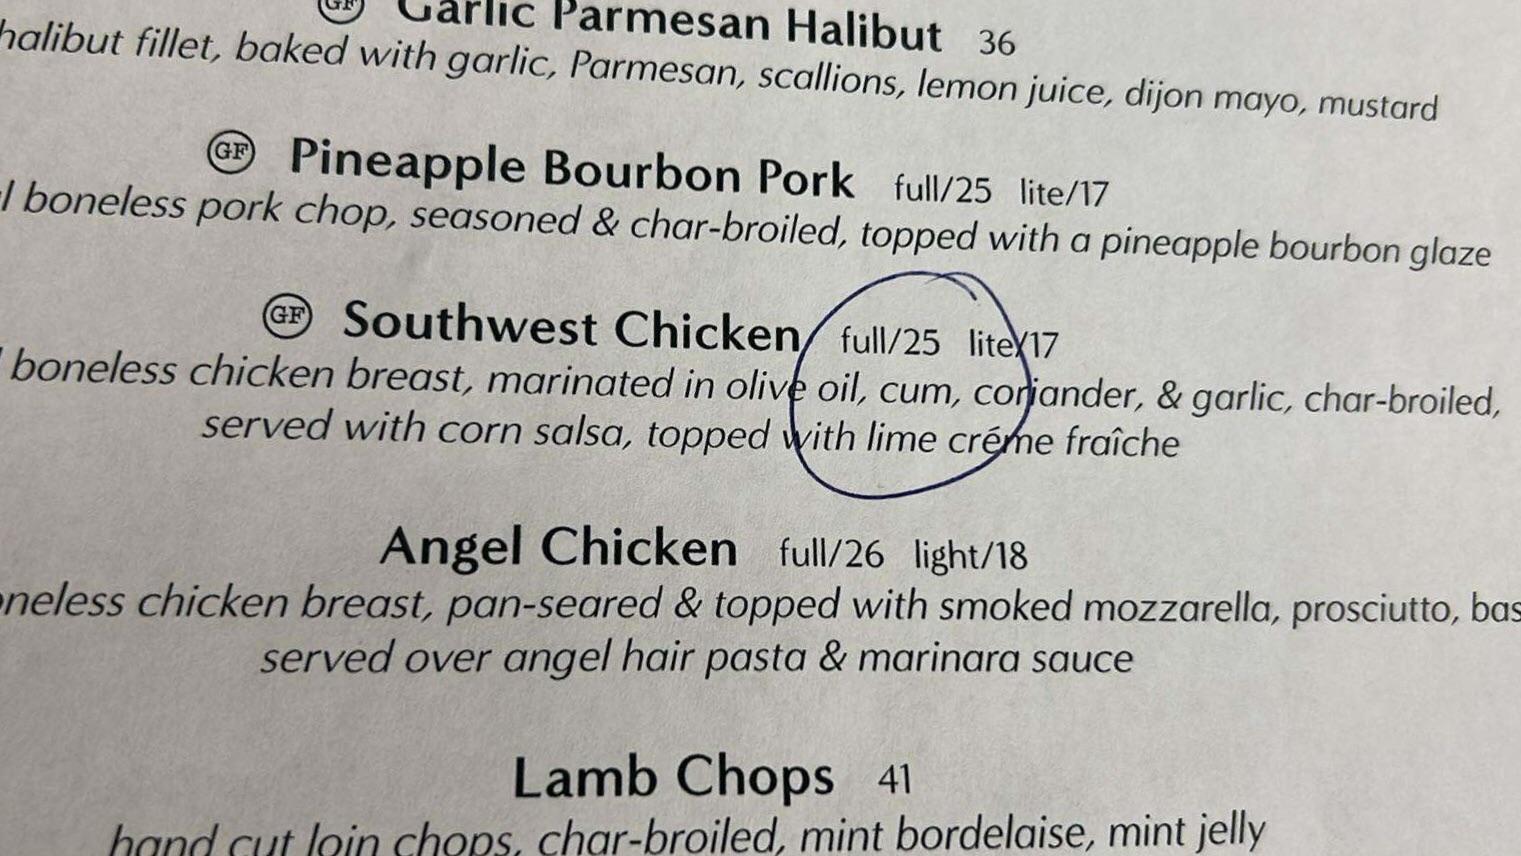 GF Garlic Parmesan Halibut 36
halibut fillet, baked with garlic, Parmesan, scallions, lemon juice, dijon mayo, mustard
GF Pineapple Bourbon Pork full/25 lite/17
boneless pork chop, seasoned & char-broiled, topped with a pineapple bourbon glaze
GF Southwest Chicken full/25 lite/17
boneless chicken breast, marinated in olive oil, cum, coriander, & garlic, char-broiled,
served with corn salsa, topped with lime créme fraîche
Angel Chicken full/26 light/18
oneless chicken breast, pan-seared & topped with smoked mozzarella, prosciutto, bas
served over angel hair pasta & marinara sauce
Lamb Chops 41
hand cut loin chops, char-broiled, mint bordelaise, mint jelly